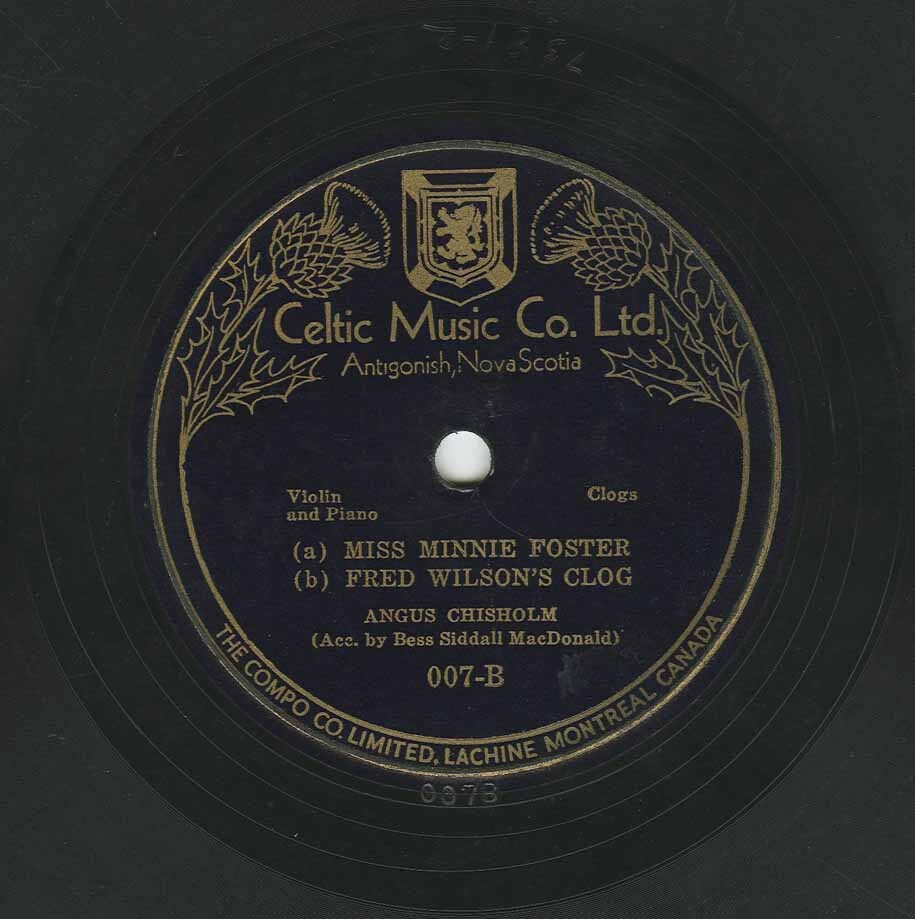 Celtic Music Co. Ltd.
Antigonish, Nova Scotia
Violin
and Piano
Clogs
(a) MISS MINNIE FOSTER
(b) FRED WILSON'S CLOG
ANGUS CHISHOLM
(Acc. by Bess Siddall MacDonald)
007-B
THE COMPO CO. LIMITED, LACHINE MONTREAL CANADA
007B